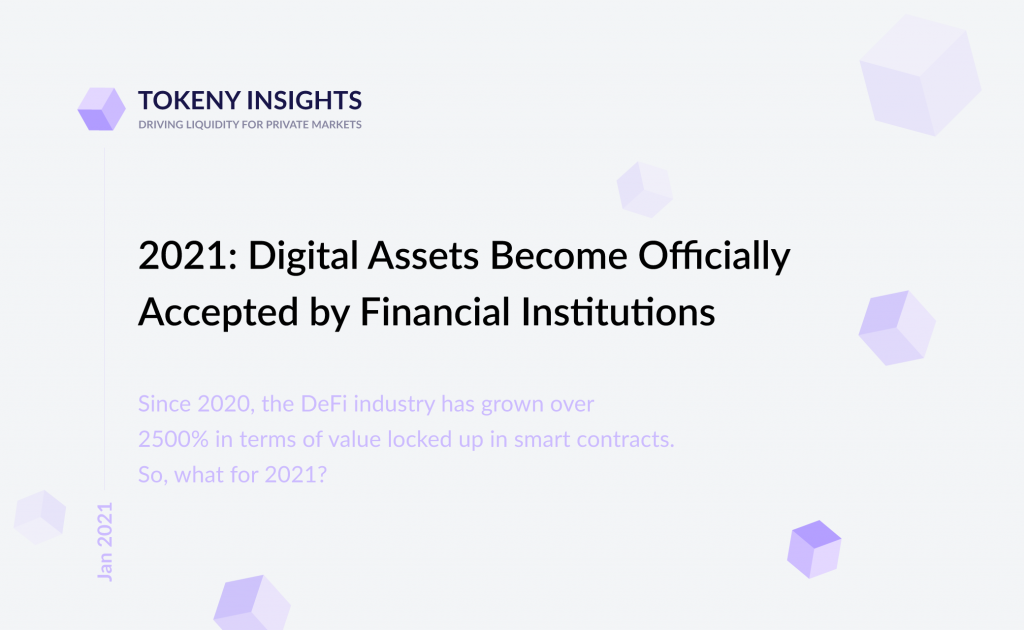 TOKENY INSIGHTS
DRIVING LIQUIDITY FOR PRIVATE MARKETS
2021: Digital Assets Become Officially
Accepted by Financial Institutions
Since 2020, the DeFi industry has grown over
2500% in terms of value locked up in smart contracts.
So, what for 2021?
Jan 2021